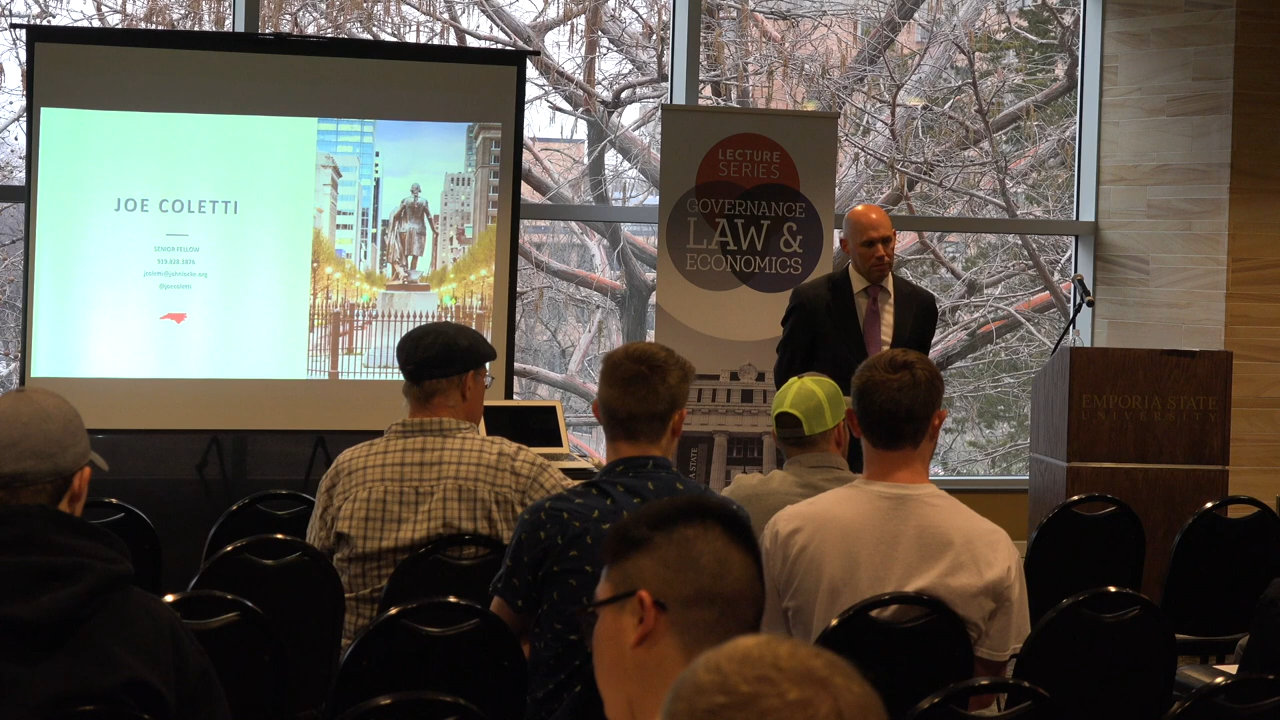 JOE COLETTI
SENIOR FELLOW
919.828.3876
jcoletti@johnlocke.org
@joecoletti
LECTURE
SERIES
GOVERNANCE
LAW &
ECONOMICS
EMPORIA STATE
UNIVERSITY